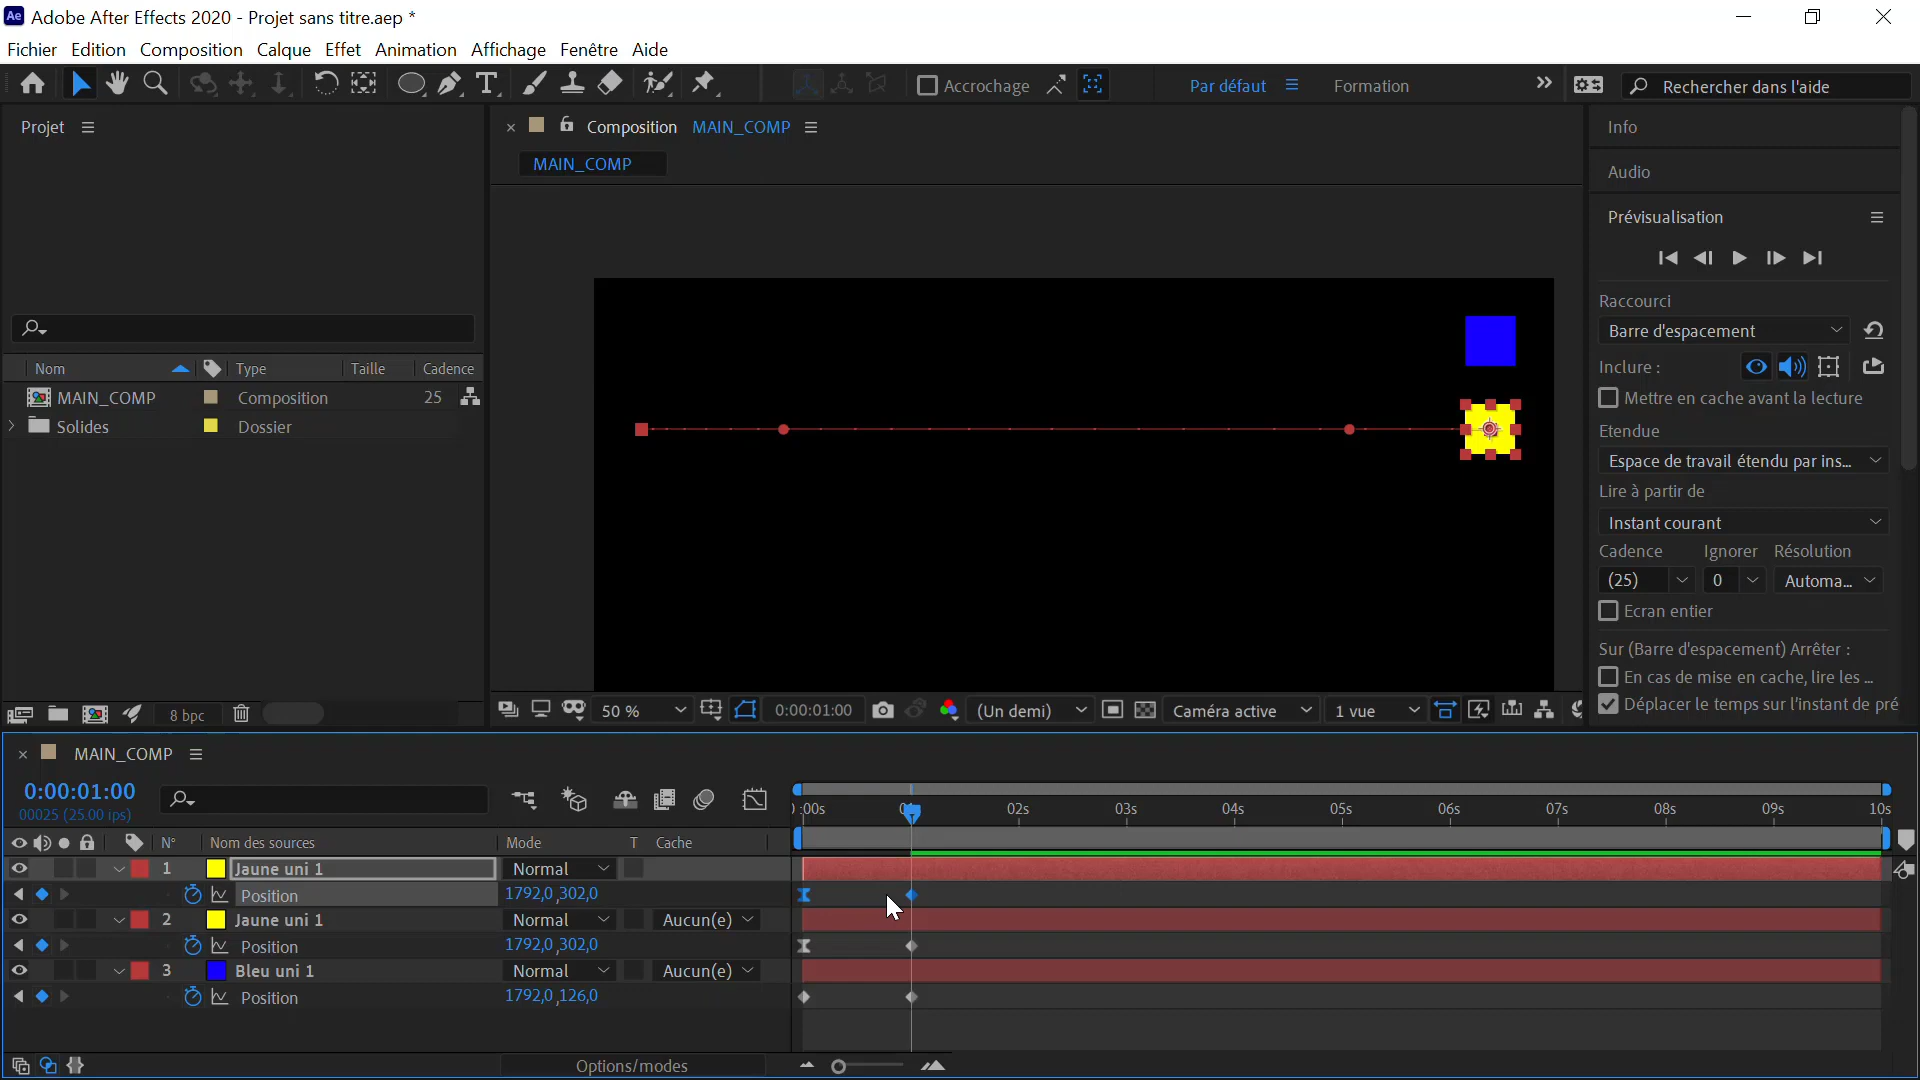 Ae Adobe After Effects 2020 - Projet sans titre.aep *
Fichier Edition Composition Calque Effet Animation Affichage Fenêtre Aide
Accrochage Par défaut Formation Rechercher dans l'aide
Projet
Nom Type Taille Cadence
MAIN_COMP Composition 25
Solides Dossier
8 bpc
Composition MAIN_COMP
MAIN_COMP
50 % 0:00:01:00 (Un demi) Caméra active 1 vue
Info
Audio
Prévisualisation
Raccourci
Barre d'espacement
Inclure :
Mettre en cache avant la lecture
Etendue
Espace de travail étendu par ins...
Lire à partir de
Instant courant
Cadence Ignorer Résolution
(25) 0 Automa...
Ecran entier
Sur (Barre d'espacement) Arrêter :
En cas de mise en cache, lire les ...
Déplacer le temps sur l'instant de pré
MAIN_COMP
0:00:01:00
00025 (25.00 ips)
:00s 02s 03s 04s 05s 06s 07s 08s 09s 10s
N° Nom des sources Mode T Cache
1 Jaune uni 1 Normal
Position 1792,0 ,302,0
2 Jaune uni 1 Normal Aucun(e)
Position 1792,0 ,302,0
3 Bleu uni 1 Normal Aucun(e)
Position 1792,0 ,126,0
Options/modes